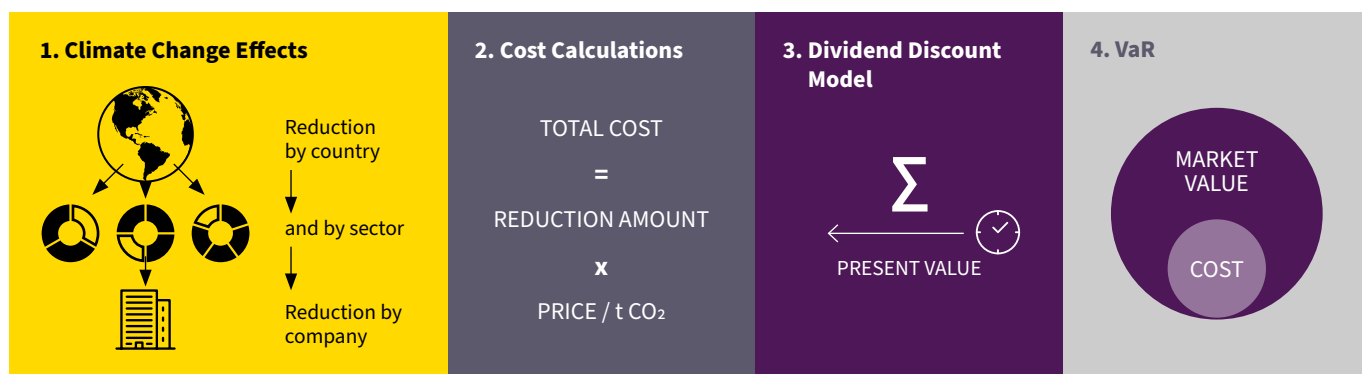 1. Climate Change Effects
Reduction
by country
and by sector
Reduction by
company
2. Cost Calculations
TOTAL COST
=
REDUCTION AMOUNT
x
PRICE / t CO₂
3. Dividend Discount
Model
Σ
PRESENT VALUE
4. VaR
MARKET
VALUE
COST